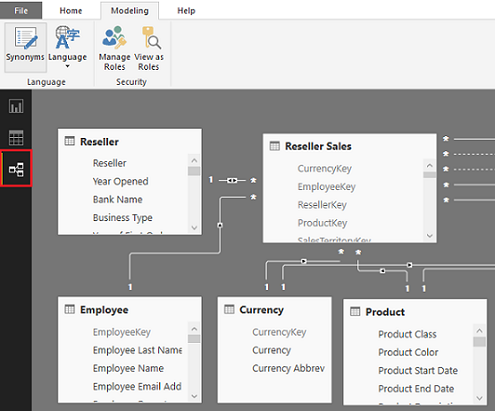 File Home Modeling Help
Synonyms Language Manage Roles View as Roles
Language Security
Reseller
Reseller
Year Opened
Bank Name
Business Type
Reseller Sales
CurrencyKey
EmployeeKey
ResellerKey
ProductKey
SalesTerritoryKey
1 * *
* * * * * *
* *
1 1 1 1 1
Employee
EmployeeKey
Employee Last Name
Employee Name
Employee Email Add
Currency
CurrencyKey
Currency
Currency Abbrev
Product
Product Class
Product Color
Product Start Date
Product End Date